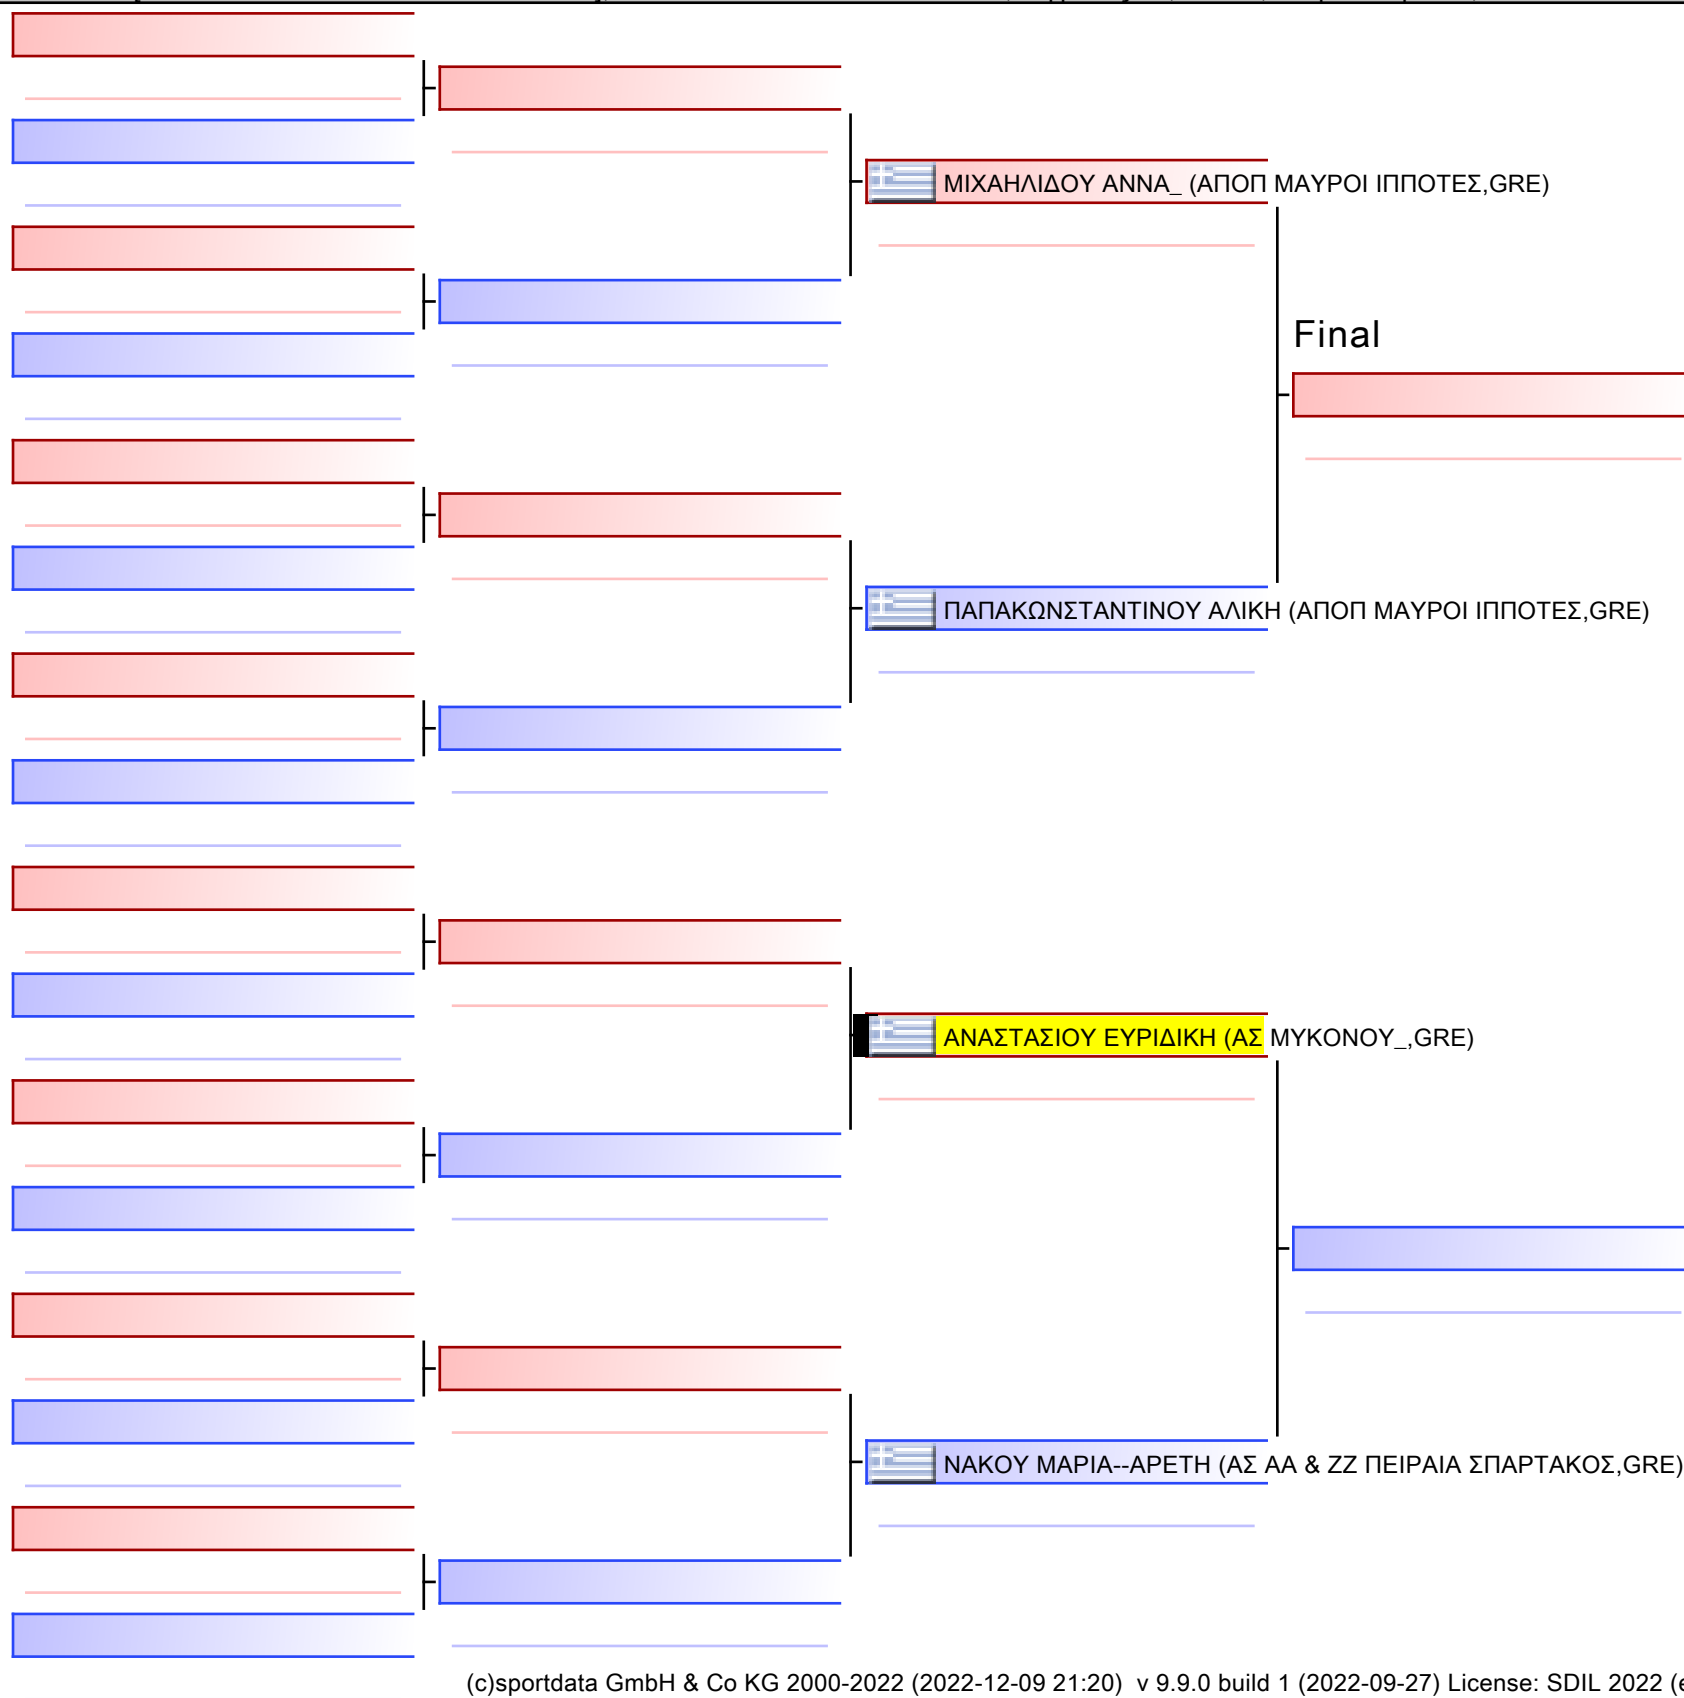 ΜΙΧΑΗΛΙΔΟΥ ΑΝΝΑ_ (ΑΠΟΠ ΜΑΥΡΟΙ ΙΠΠΟΤΕΣ,GRE)
Final
ΠΑΠΑΚΩΝΣΤΑΝΤΙΝΟΥ ΑΛΙΚΗ (ΑΠΟΠ ΜΑΥΡΟΙ ΙΠΠΟΤΕΣ,GRE)
ΑΝΑΣΤΑΣΙΟΥ ΕΥΡΙΔΙΚΗ (ΑΣ ΜΥΚΟΝΟΥ_,GRE)
ΝΑΚΟΥ ΜΑΡΙΑ--ΑΡΕΤΗ (ΑΣ ΑΑ & ΖΖ ΠΕΙΡΑΙΑ ΣΠΑΡΤΑΚΟΣ,GRE)
(c)sportdata GmbH & Co KG 2000-2022 (2022-12-09 21:20) v 9.9.0 build 1 (2022-09-27) License: SDIL 2022